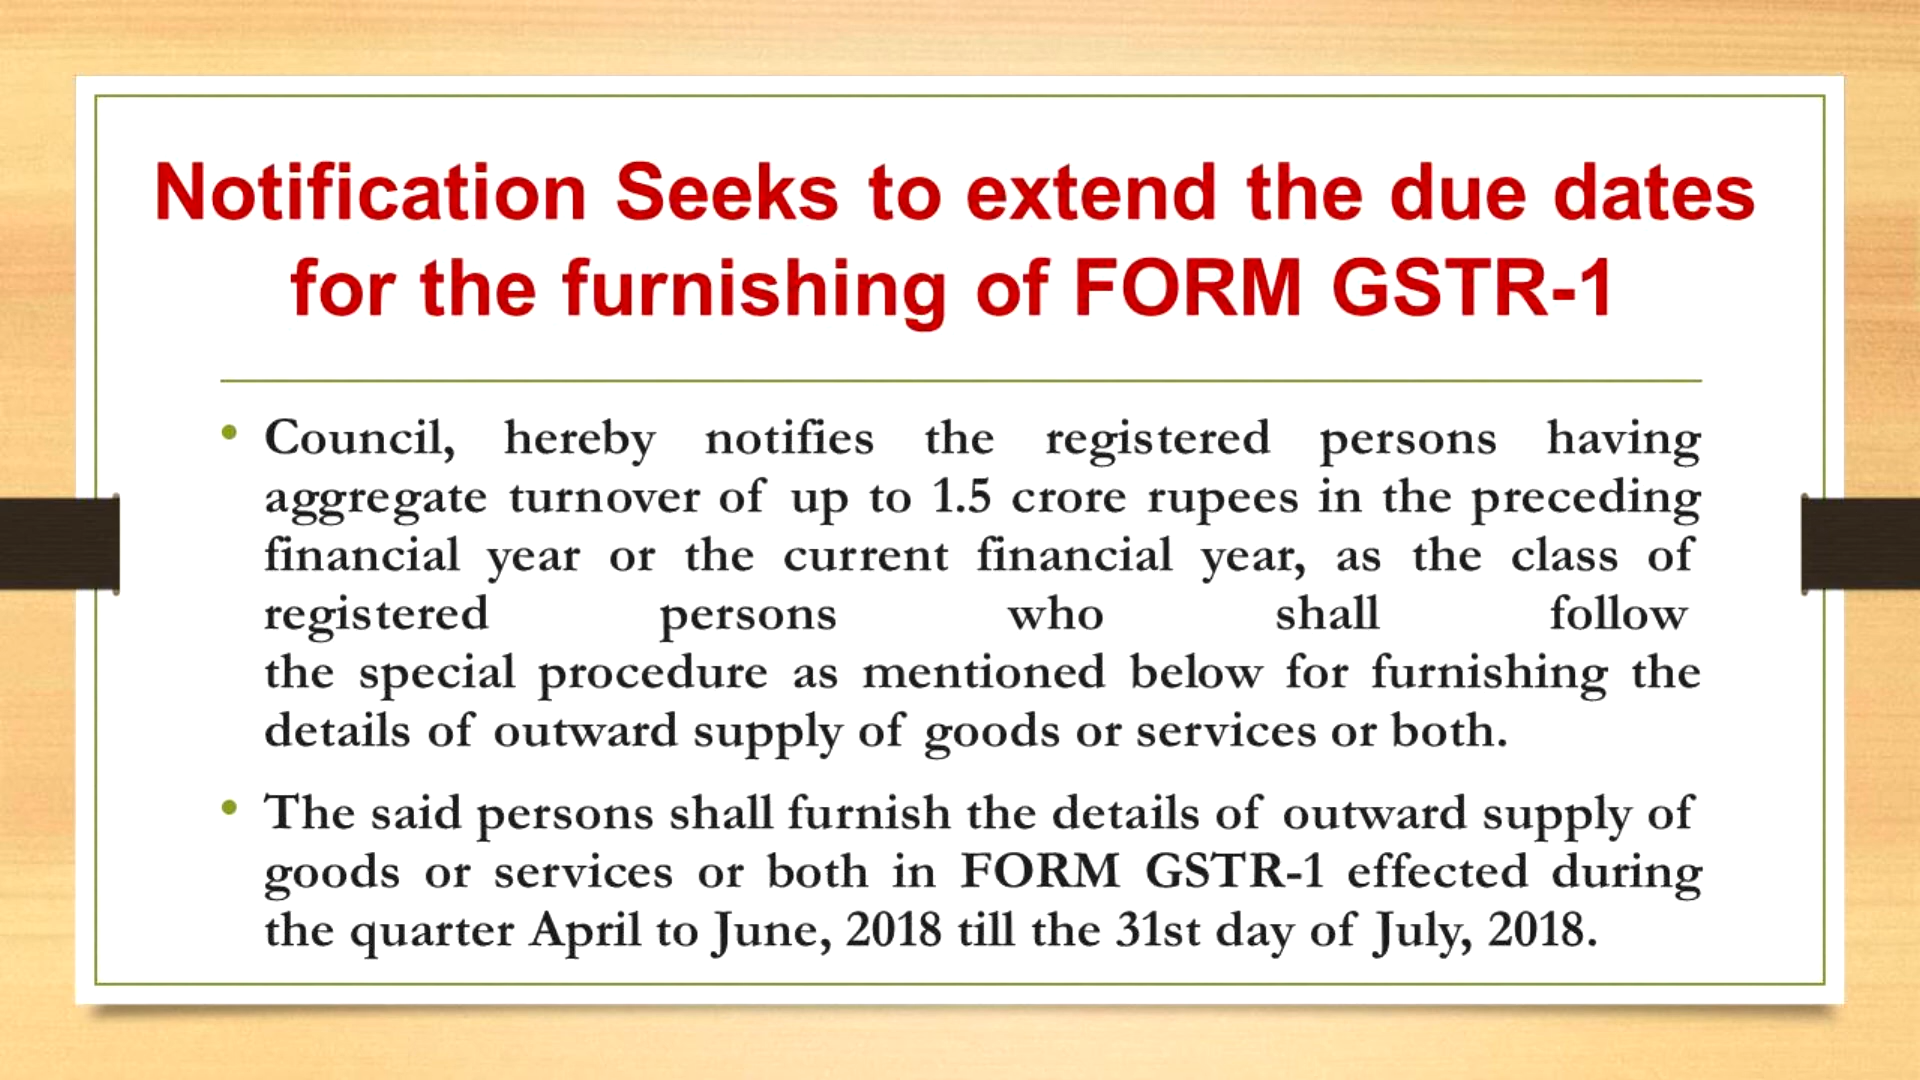 Notification Seeks to extend the due dates
for the furnishing of FORM GSTR-1
• Council, hereby notifies the registered persons having
aggregate turnover of up to 1.5 crore rupees in the preceding
financial year or the current financial year, as the class of
registered persons who shall follow
the special procedure as mentioned below for furnishing the
details of outward supply of goods or services or both.
• The said persons shall furnish the details of outward supply of
goods or services or both in FORM GSTR-1 effected during
the quarter April to June, 2018 till the 31st day of July, 2018.